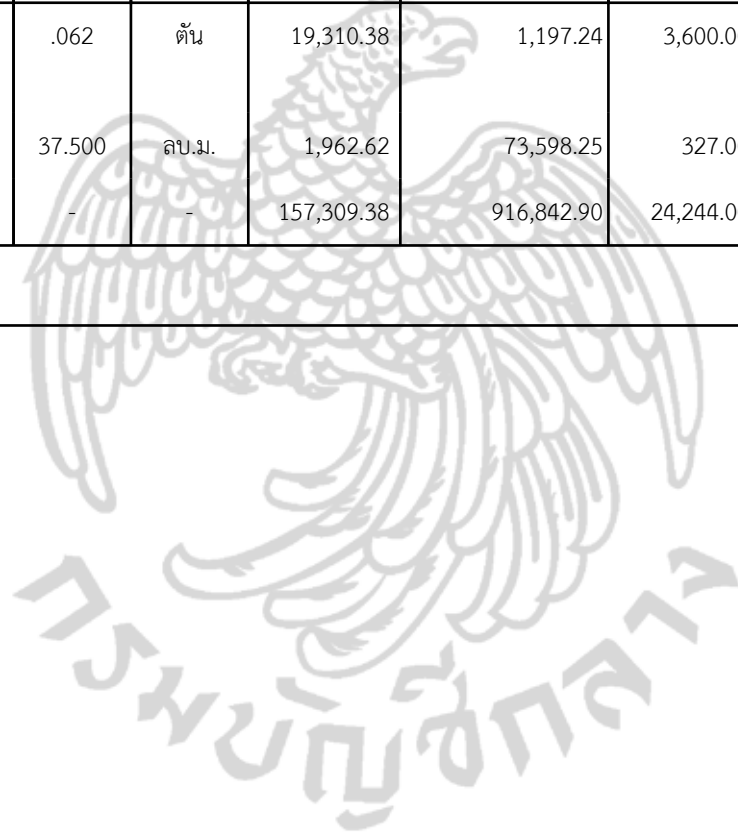 .062 ตัน 19,310.38 1,197.24 3,600.0
37.500 ลบ.ม. 1,962.62 73,598.25 327.0
- - 157,309.38 916,842.90 24,244.0
กรมบัญชีกลาง